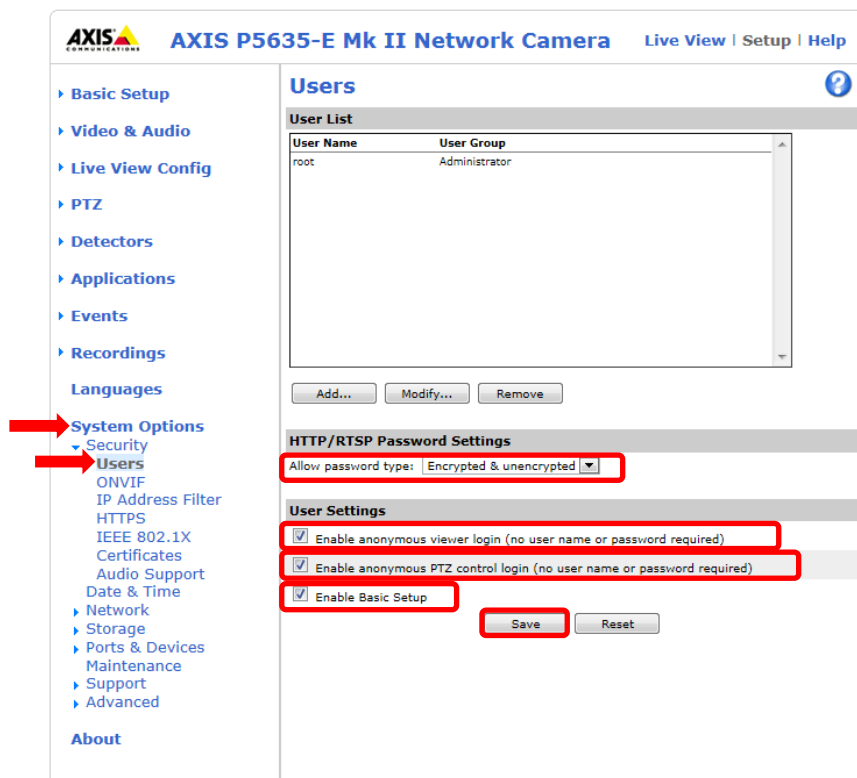 AXIS
COMMUNICATIONS
AXIS P5635-E Mk II Network Camera
Live View | Setup | Help
Basic Setup
Video & Audio
Live View Config
PTZ
Detectors
Applications
Events
Recordings
Languages
System Options
Security
Users
ONVIF
IP Address Filter
HTTPS
IEEE 802.1X
Certificates
Audio Support
Date & Time
Network
Storage
Ports & Devices
Maintenance
Support
Advanced
About
Users
?
User List
User Name User Group
root Administrator
Add... Modify... Remove
HTTP/RTSP Password Settings
Allow password type: Encrypted & unencrypted
User Settings
Enable anonymous viewer login (no user name or password required)
Enable anonymous PTZ control login (no user name or password required)
Enable Basic Setup
Save Reset